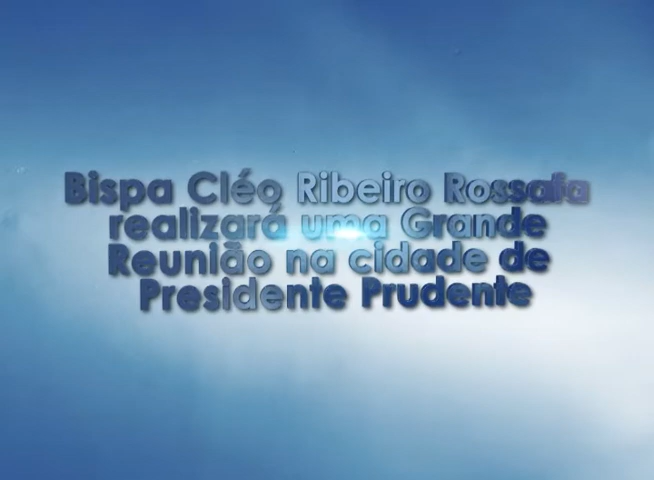 Bispa Cléo Ribeiro Rossafa
realizará uma Grande
Reunião na cidade de
Presidente Prudente